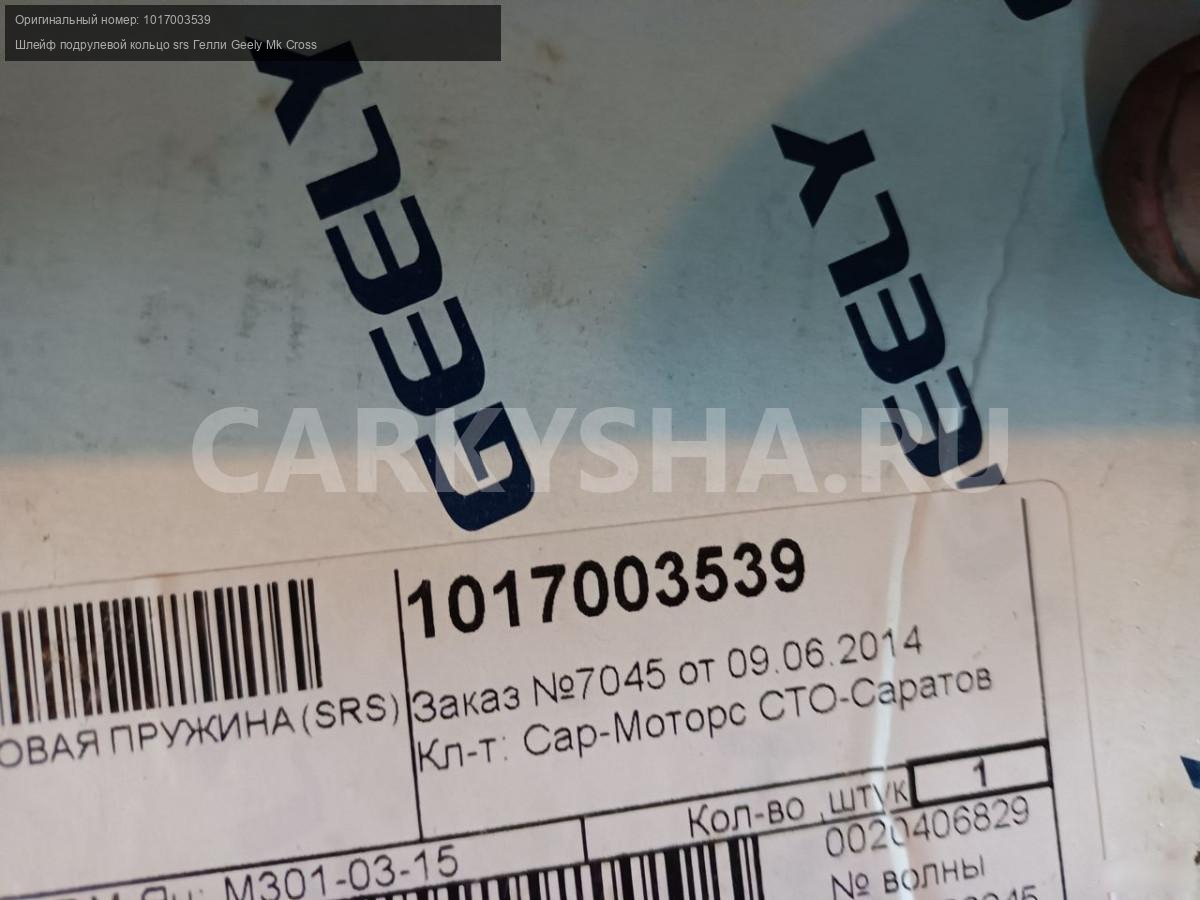 Оригинальный номер: 1017003539
Шлейф подрулевой кольцо srs Гелли Geely Mk Cross
GEELY
GEELY
CARKYSHA.RU
1017003539
Заказ №7045 от 09.06.2014
ПРУЖИНА (SRS)
Кл-т: Сар-Моторс СТО-Саратов
Кол-во ,штук 1
М301-03-15
0020406829
№ волны